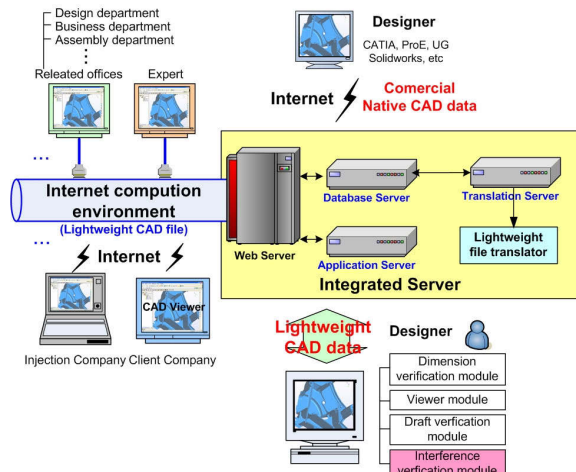 Design department
Business department
Assembly department
Releated offices
Expert
Designer
CATIA, ProE, UG
Solidworks, etc
Internet
Comercial
Native CAD data
...
Internet compution
environment
(Lightweight CAD file)
...
Internet
CAD Viewer
Injection Company
Client Company
Web Server
Database Server
Translation Server
Application Server
Lightweight
file translator
Integrated Server
Lightweight
CAD data
Designer
Dimension
verification module
Viewer module
Draft verfication
module
Interference
verfication module